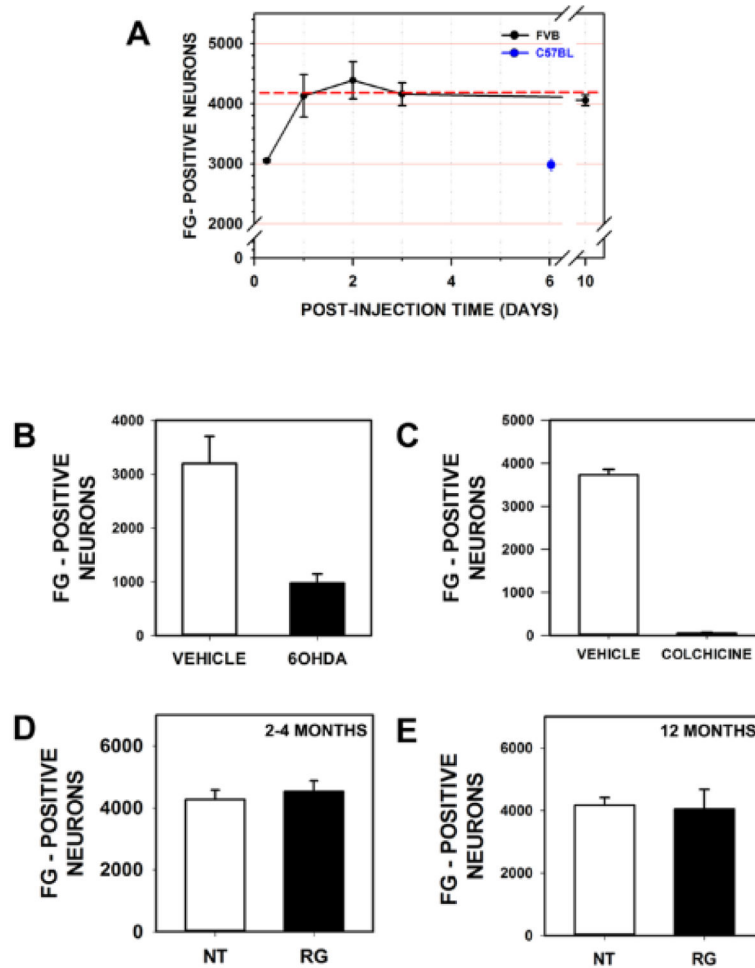 A
FG- POSITIVE NEURONS
5000
4000
3000
2000
0
FVB
C57BL
0
2
4
6
10
POST-INJECTION TIME (DAYS)
B
FG - POSITIVE
NEURONS
4000
3000
2000
1000
0
VEHICLE
6OHDA
C
FG - POSITIVE
NEURONS
5000
4000
3000
2000
1000
0
VEHICLE
COLCHICINE
D
FG - POSITIVE
NEURONS
2-4 MONTHS
6000
4000
2000
0
NT
RG
E
FG - POSITIVE
NEURONS
12 MONTHS
6000
4000
2000
0
NT
RG